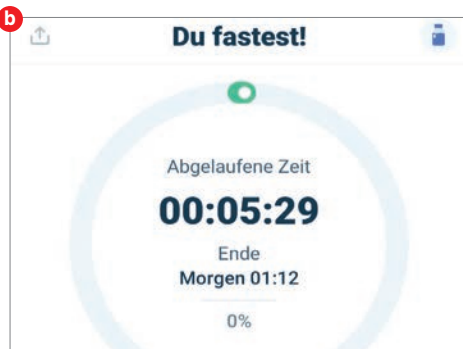 b
Du fastest!
Abgelaufene Zeit
00:05:29
Ende
Morgen 01:12
0%